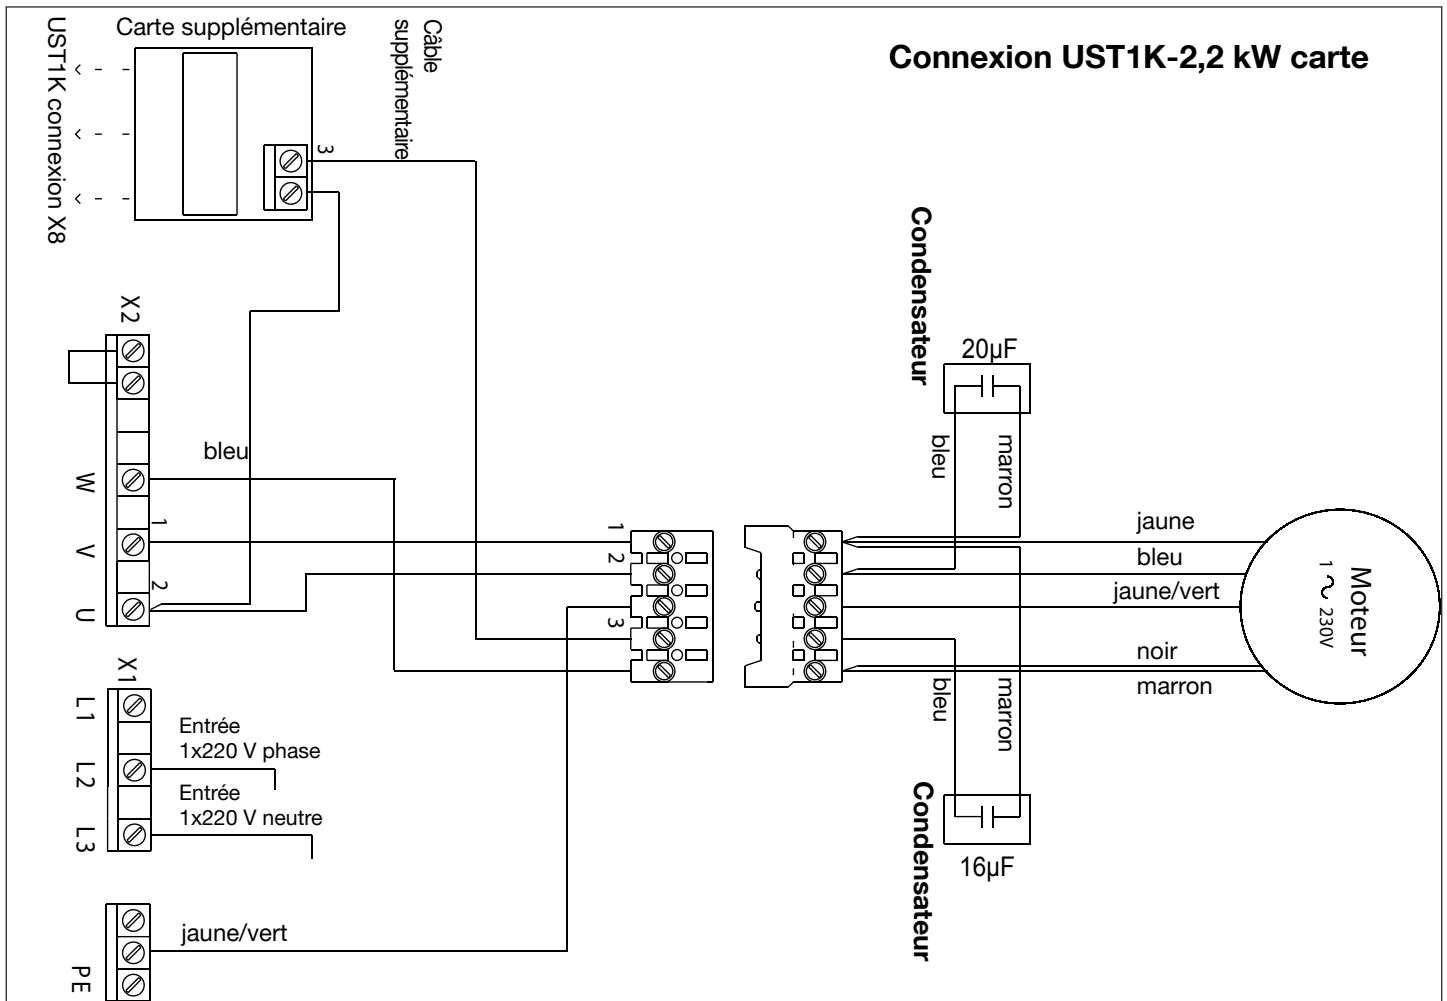 Connexion UST1K-2,2 kW carte
Carte supplémentaire
UST1K connexion X8
Câble
supplémentaire
3
X2
bleu
W
1
V
2
U
X1
L1
Entrée
1x220 V phase
L2
Entrée
1x220 V neutre
L3
jaune/vert
PE
1
2
3
Condensateur
20µF
bleu
marron
jaune
bleu
jaune/vert
noir
marron
Moteur
1 ~ 230V
bleu
marron
Condensateur
16µF